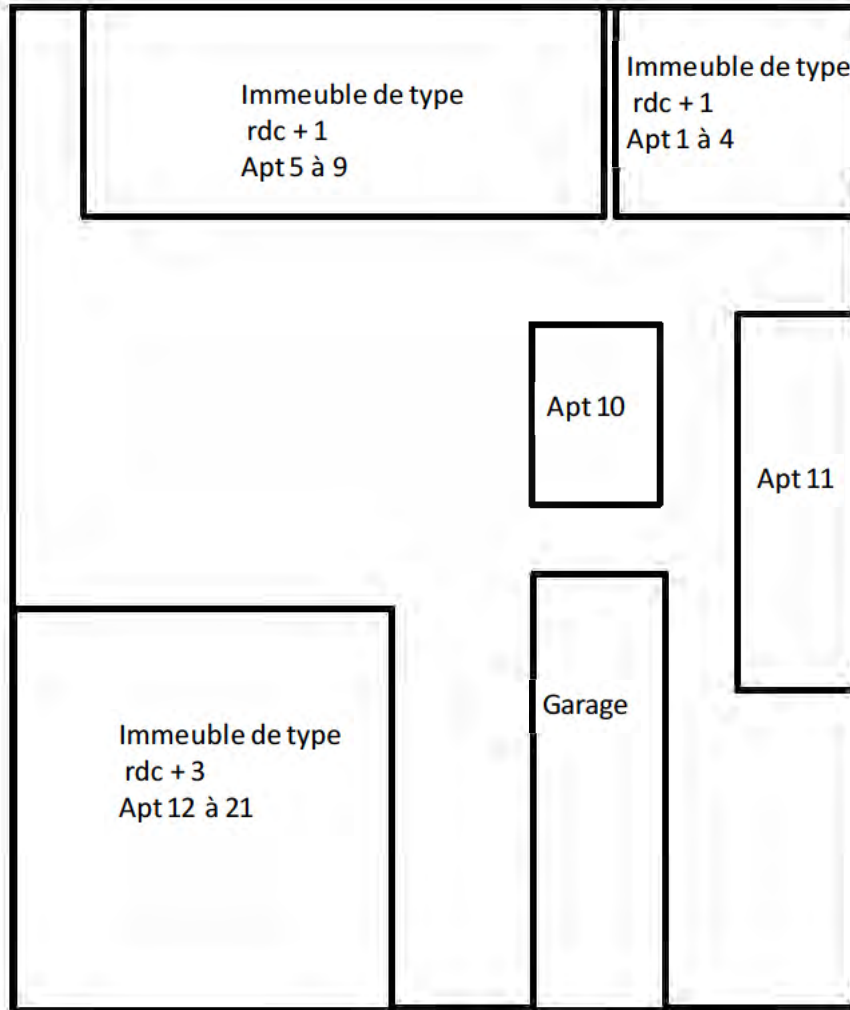 Immeuble de type
rdc + 1
Apt 5 à 9
Immeuble de type
rdc + 1
Apt 1 à 4
Apt 10
Apt 11
Garage
Immeuble de type
rdc + 3
Apt 12 à 21